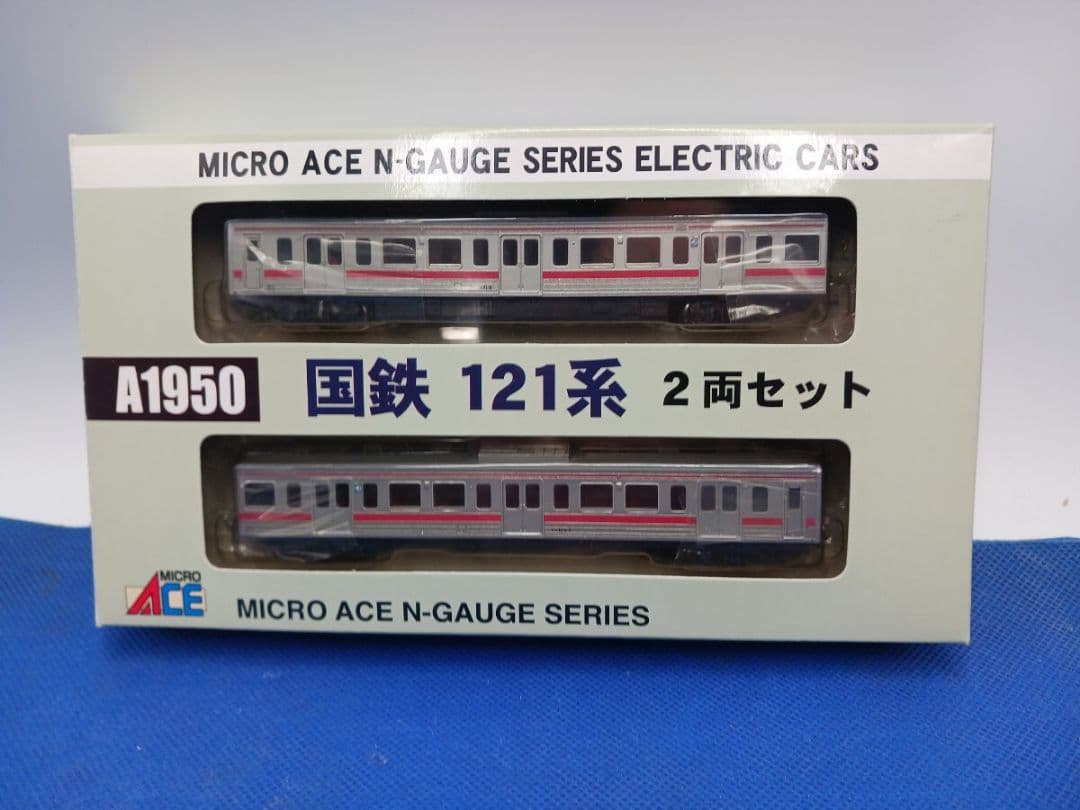 MICRO ACE N-GAUGE SERIES ELECTRIC CARS
A1950 国鉄 121系 2両セット
MICRO ACE
MICRO ACE N-GAUGE SERIES